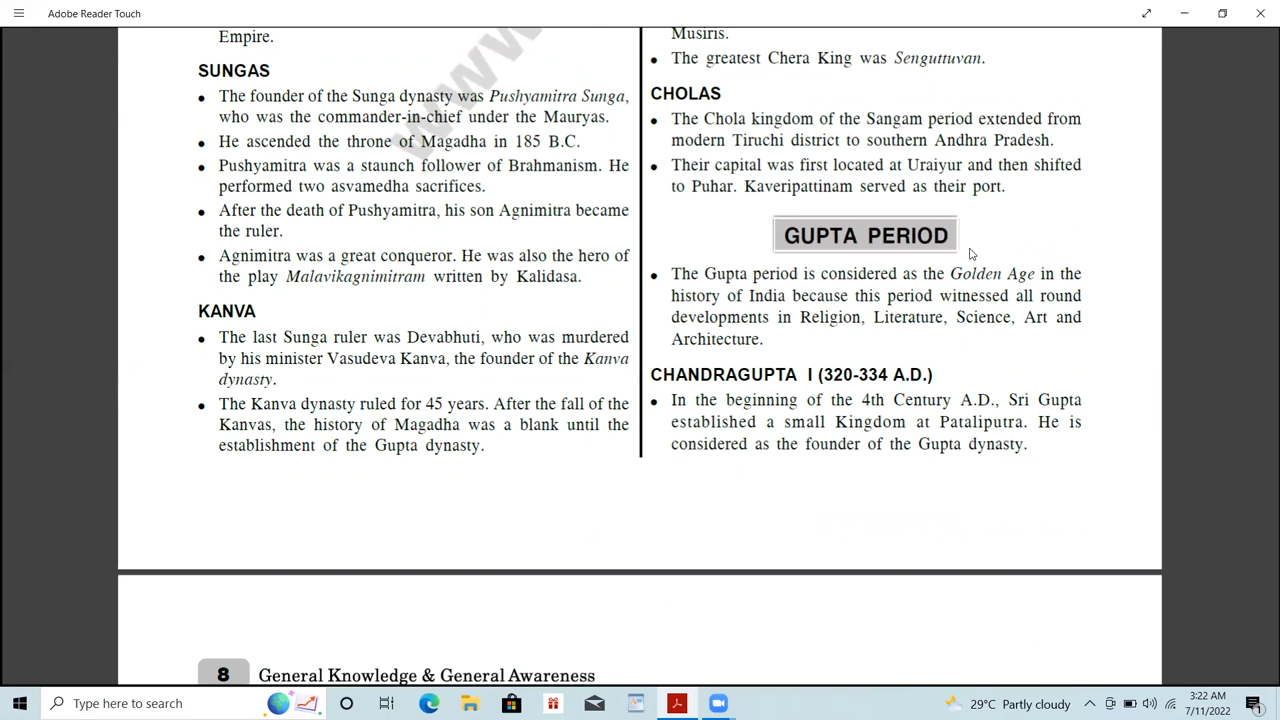 Adobe Reader Touch
Empire.
SUNGAS
• The founder of the Sunga dynasty was Pushyamitra Sunga,
who was the commander-in-chief under the Mauryas.
• He ascended the throne of Magadha in 185 B.C.
• Pushyamitra was a staunch follower of Brahmanism. He
performed two asvamedha sacrifices.
• After the death of Pushyamitra, his son Agnimitra became
the ruler.
• Agnimitra was a great conqueror. He was also the hero of
the play Malavikagnimitram written by Kalidasa.
KANVA
• The last Sunga ruler was Devabhuti, who was murdered
by his minister Vasudeva Kanva, the founder of the Kanva
dynasty.
• The Kanva dynasty ruled for 45 years. After the fall of the
Kanvas, the history of Magadha was a blank until the
establishment of the Gupta dynasty.
Musiris.
• The greatest Chera King was Senguttuvan.
CHOLAS
• The Chola kingdom of the Sangam period extended from
modern Tiruchi district to southern Andhra Pradesh.
• Their capital was first located at Uraiyur and then shifted
to Puhar. Kaveripattinam served as their port.
GUPTA PERIOD
• The Gupta period is considered as the Golden Age in the
history of India because this period witnessed all round
developments in Religion, Literature, Science, Art and
Architecture.
CHANDRAGUPTA I (320-334 A.D.)
• In the beginning of the 4th Century A.D., Sri Gupta
established a small Kingdom at Pataliputra. He is
considered as the founder of the Gupta dynasty.
8 General Knowledge & General Awareness
Type here to search
29°C Partly cloudy
3:22 AM
7/11/2022
1